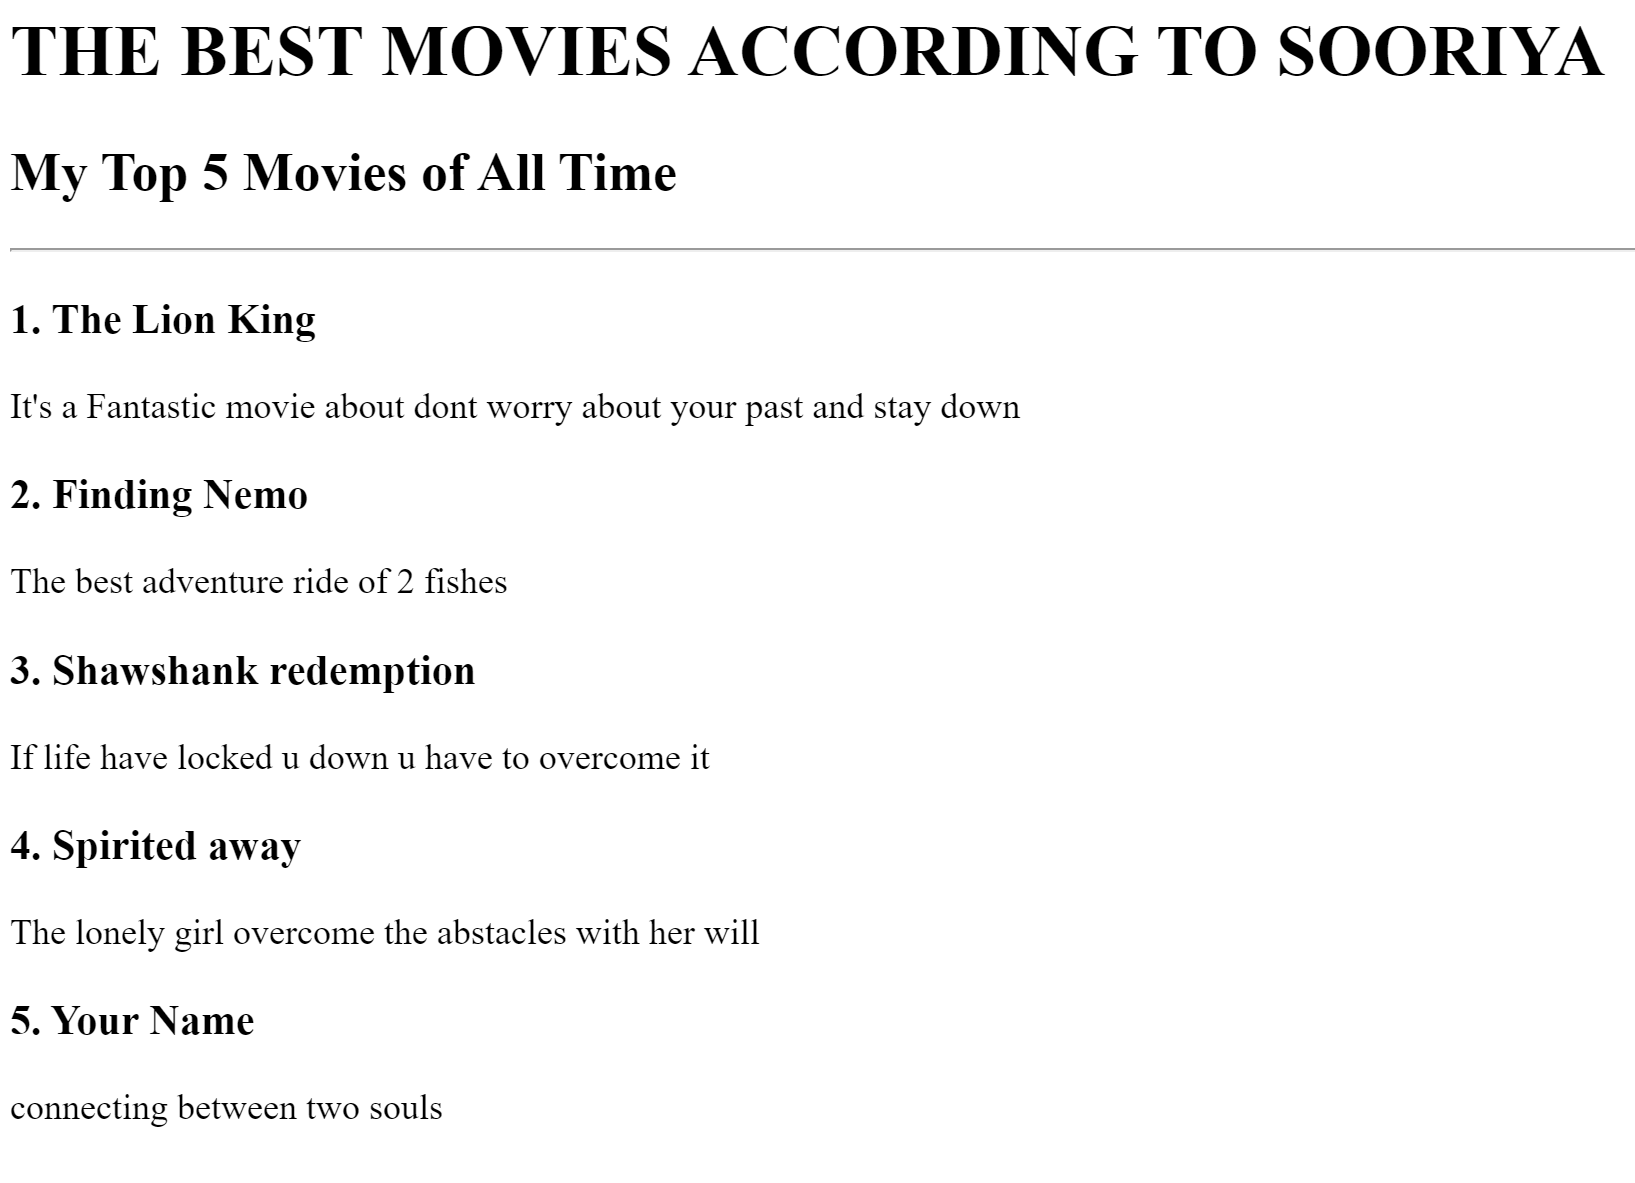 THE BEST MOVIES ACCORDING TO SOORIYA
My Top 5 Movies of All Time
1. The Lion King
It's a Fantastic movie about dont worry about your past and stay down
2. Finding Nemo
The best adventure ride of 2 fishes
3. Shawshank redemption
If life have locked u down u have to overcome it
4. Spirited away
The lonely girl overcome the abstacles with her will
5. Your Name
connecting between two souls